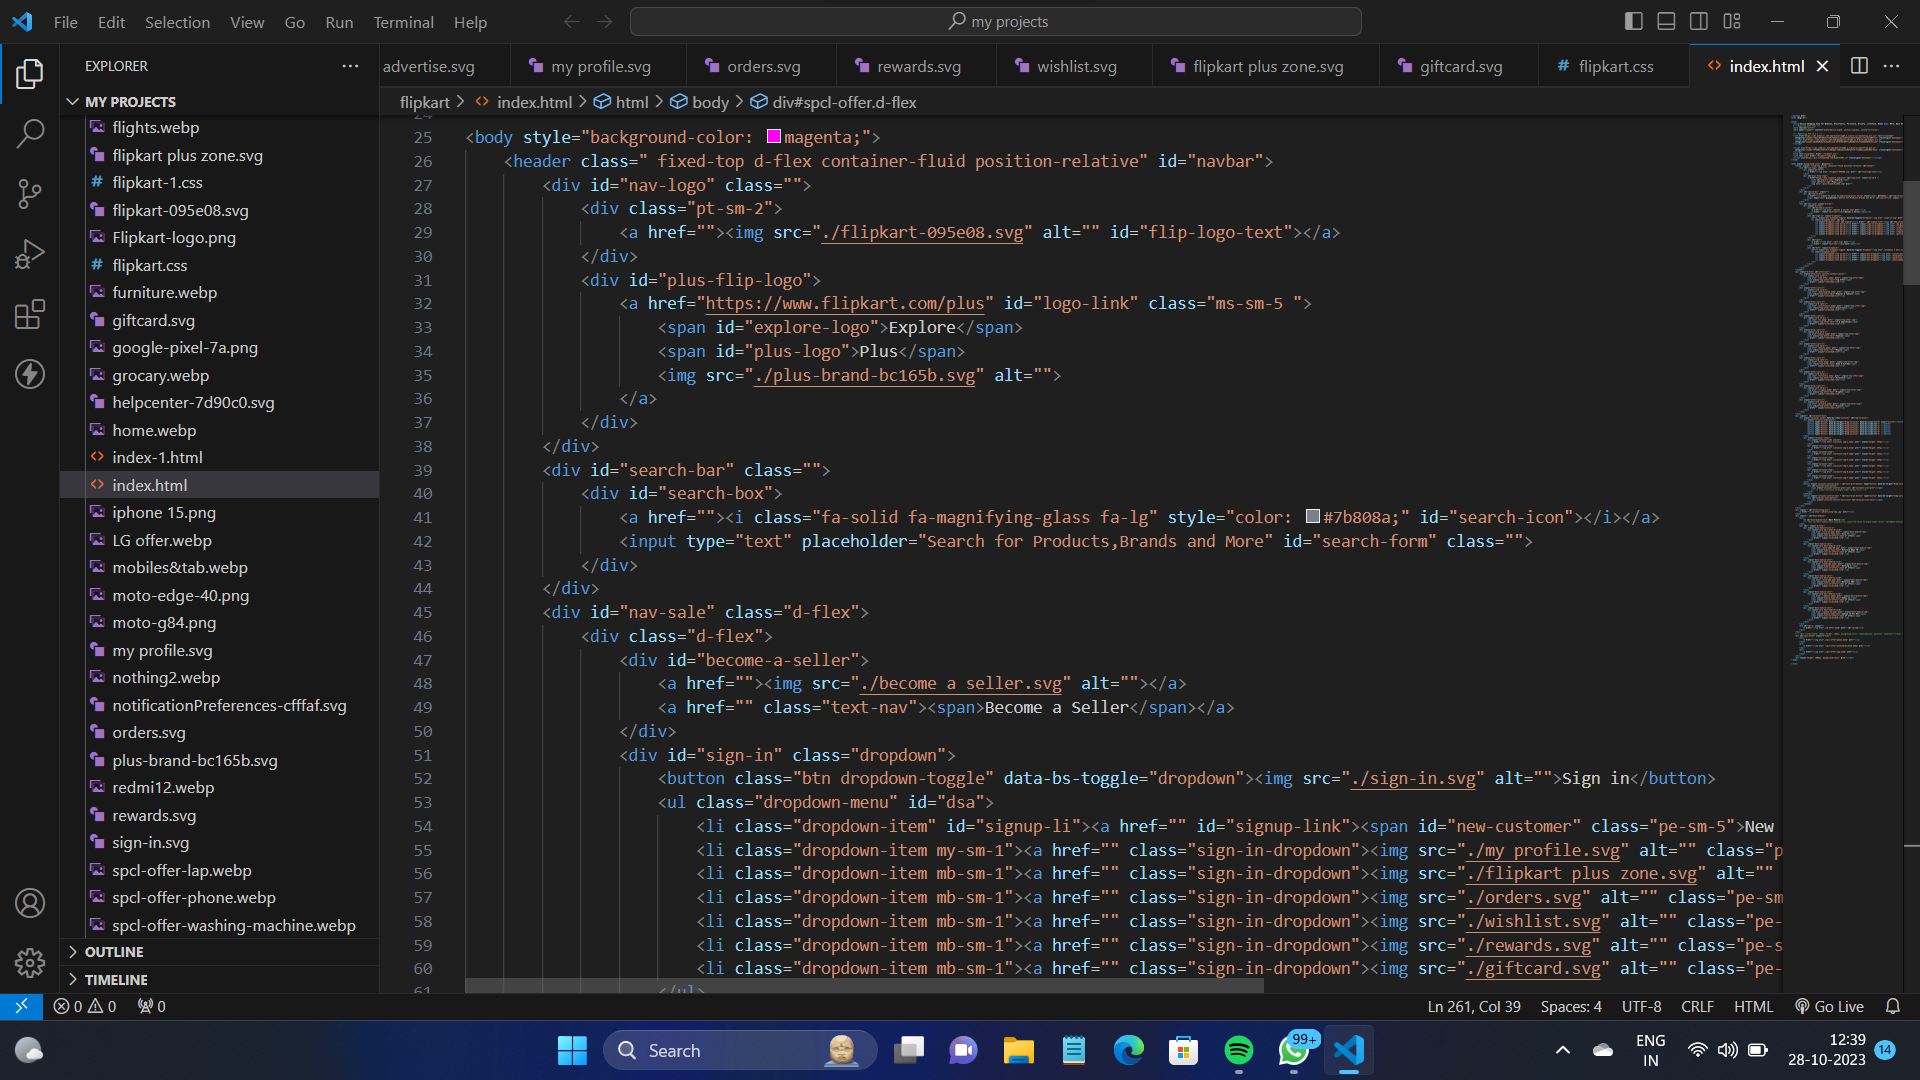 File Edit Selection View Go Run Terminal Help
my projects
EXPLORER
MY PROJECTS
flights.webp
flipkart plus zone.svg
flipkart-1.css
flipkart-095e08.svg
Flipkart-logo.png
flipkart.css
furniture.webp
giftcard.svg
google-pixel-7a.png
grocary.webp
helpcenter-7d90c0.svg
home.webp
index-1.html
index.html
iphone 15.png
LG offer.webp
mobiles&tab.webp
moto-edge-40.png
moto-g84.png
my profile.svg
nothing2.webp
notificationPreferences-cfffaf.svg
orders.svg
plus-brand-bc165b.svg
redmi12.webp
rewards.svg
sign-in.svg
spcl-offer-lap.webp
spcl-offer-phone.webp
spcl-offer-washing-machine.webp
OUTLINE
TIMELINE
advertise.svg my profile.svg orders.svg rewards.svg wishlist.svg flipkart plus zone.svg giftcard.svg flipkart.css index.html
flipkart > index.html > html > body > div#spcl-offer.d-flex
24
25 <body style="background-color: magenta;">
26 <header class=" fixed-top d-flex container-fluid position-relative" id="navbar">
27 <div id="nav-logo" class="">
28 <div class="pt-sm-2">
29 <a href=""><img src="./flipkart-095e08.svg" alt="" id="flip-logo-text"></a>
30 </div>
31 <div id="plus-flip-logo">
32 <a href="https://www.flipkart.com/plus" id="logo-link" class="ms-sm-5 ">
33 <span id="explore-logo">Explore</span>
34 <span id="plus-logo">Plus</span>
35 <img src="./plus-brand-bc165b.svg" alt="">
36 </a>
37 </div>
38 </div>
39 <div id="search-bar" class="">
40 <div id="search-box">
41 <a href=""><i class="fa-solid fa-magnifying-glass fa-lg" style="color: #7b808a;" id="search-icon"></i></a>
42 <input type="text" placeholder="Search for Products,Brands and More" id="search-form" class="">
43 </div>
44 </div>
45 <div id="nav-sale" class="d-flex">
46 <div class="d-flex">
47 <div id="become-a-seller">
48 <a href=""><img src="./become a seller.svg" alt=""></a>
49 <a href="" class="text-nav"><span>Become a Seller</span></a>
50 </div>
51 <div id="sign-in" class="dropdown">
52 <button class="btn dropdown-toggle" data-bs-toggle="dropdown"><img src="./sign-in.svg" alt="">Sign in</button>
53 <ul class="dropdown-menu" id="dsa">
54 <li class="dropdown-item" id="signup-li"><a href="" id="signup-link"><span id="new-customer" class="pe-sm-5">New
55 <li class="dropdown-item my-sm-1"><a href="" class="sign-in-dropdown"><img src="./my profile.svg" alt="" class="p
56 <li class="dropdown-item mb-sm-1"><a href="" class="sign-in-dropdown"><img src="./flipkart plus zone.svg" alt=""
57 <li class="dropdown-item mb-sm-1"><a href="" class="sign-in-dropdown"><img src="./orders.svg" alt="" class="pe-sm
58 <li class="dropdown-item mb-sm-1"><a href="" class="sign-in-dropdown"><img src="./wishlist.svg" alt="" class="pe-
59 <li class="dropdown-item mb-sm-1"><a href="" class="sign-in-dropdown"><img src="./rewards.svg" alt="" class="pe-s
60 <li class="dropdown-item mb-sm-1"><a href="" class="sign-in-dropdown"><img src="./giftcard.svg" alt="" class="pe-
61 </ul>
0 0 0 Ln 261, Col 39 Spaces: 4 UTF-8 CRLF HTML Go Live
Search 99+ ENG IN 12:39 28-10-2023 14